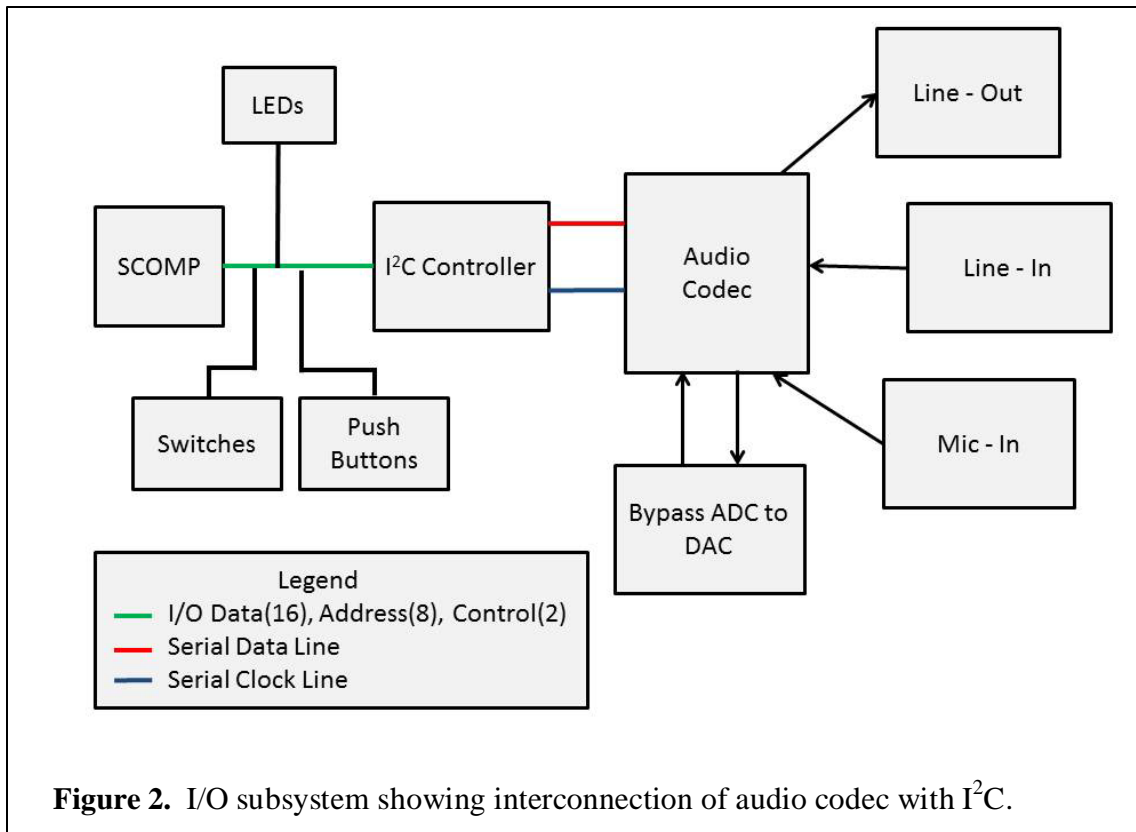 LEDs
Line - Out
SCOMP
I²C Controller
Audio
Codec
Line - In
Switches
Push
Buttons
Mic - In
Bypass ADC to
DAC
Legend
I/O Data(16), Address(8), Control(2)
Serial Data Line
Serial Clock Line
Figure 2. I/O subsystem showing interconnection of audio codec with I²C.